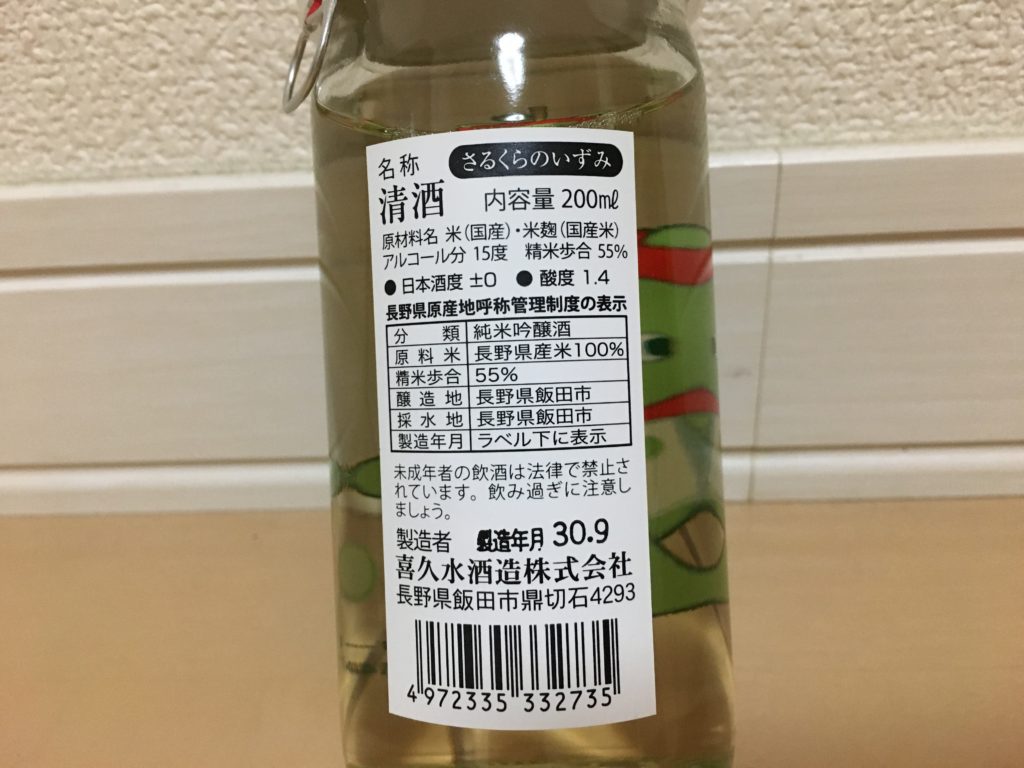 名称 さるくらのいずみ
清酒 内容量 200ml
原材料名 米(国産)・米麹(国産米)
アルコール分 15度 精米歩合 55%
●日本酒度 ±0 ●酸度 1.4
長野県原産地呼称管理制度の表示
分類 純米吟醸酒
原料米 長野県産米100%
精米歩合 55%
醸造地 長野県飯田市
採水地 長野県飯田市
製造年月 ラベル下に表示
未成年者の飲酒は法律で禁止さ
れています。飲み過ぎに注意し
ましょう。
製造者 製造年月 30.9
喜久水酒造株式会社
長野県飯田市鼎切石4293
4 972335 332735